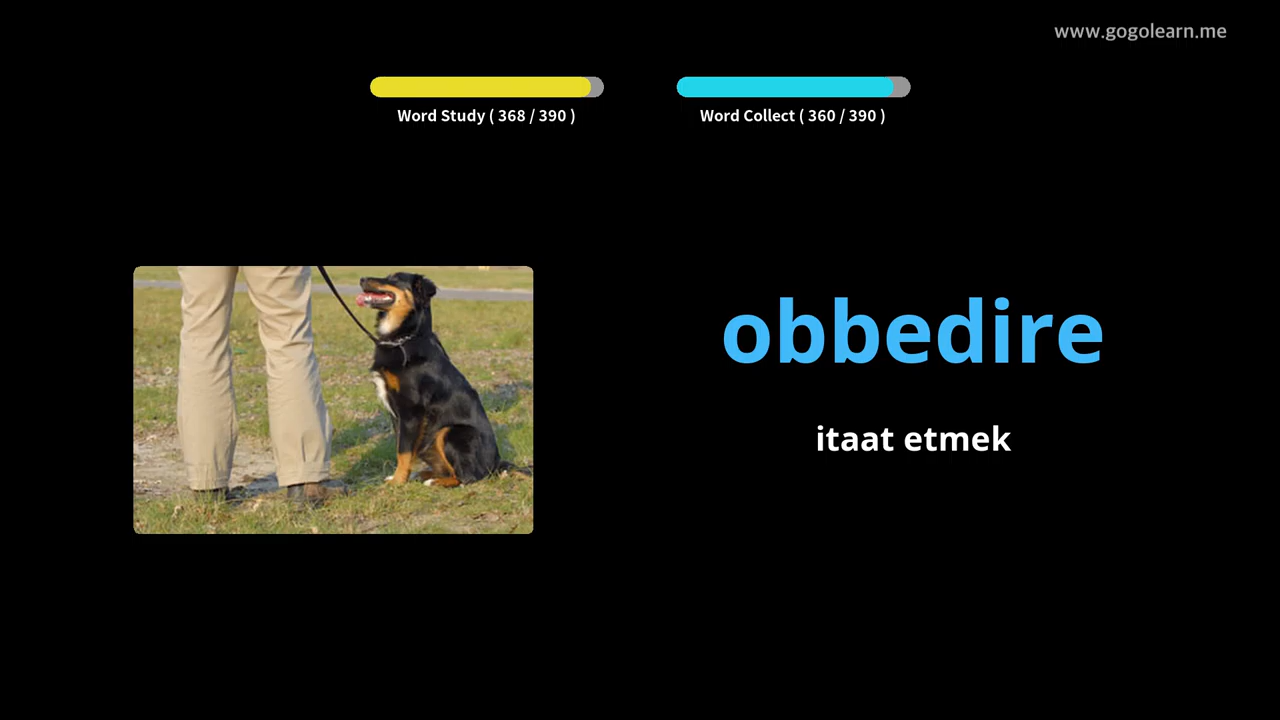 www.gogolearn.me
Word Study ( 368 / 390 )
Word Collect ( 360 / 390 )
obbedire
itaat etmek